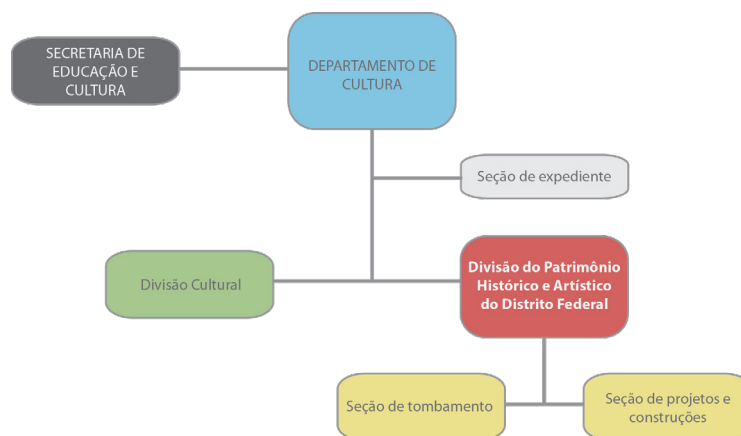 SECRETARIA DE
EDUCAÇÃO E
CULTURA
DEPARTAMENTO DE
CULTURA
Seção de expediente
Divisão Cultural
Divisão do Patrimônio
Histórico e Artístico
do Distrito Federal
Seção de tombamento
Seção de projetos e
construções